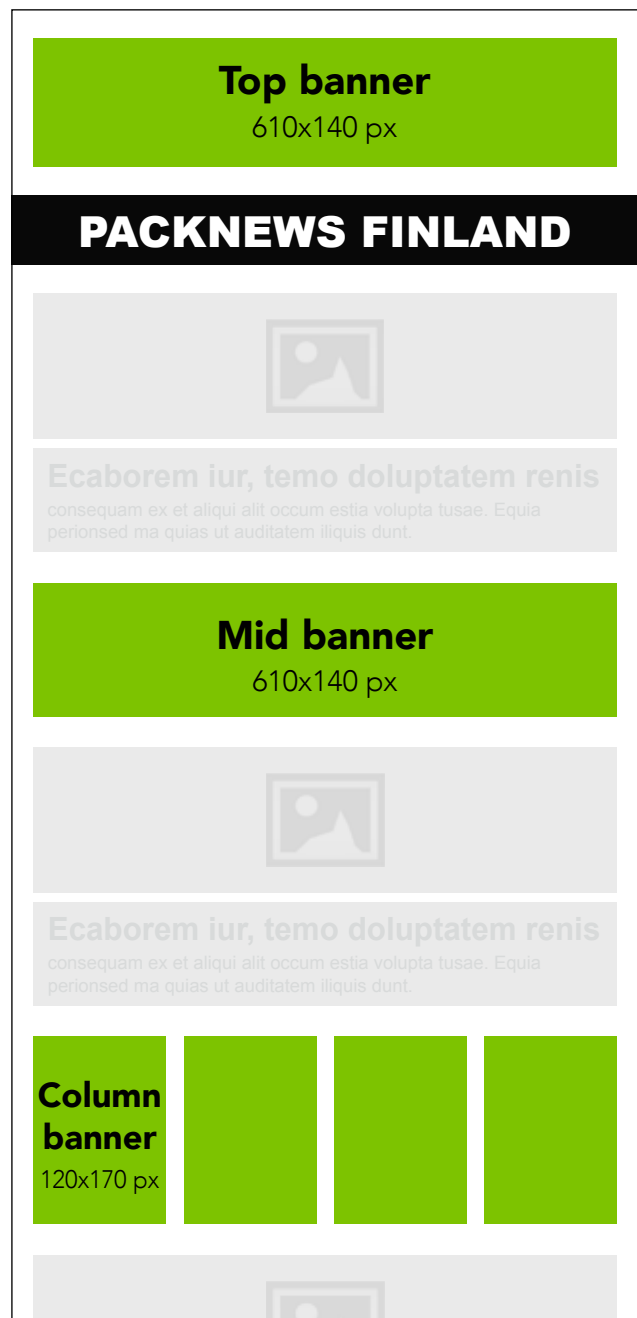 Top banner
610x140 px
PACKNEWS FINLAND
Ecaborem iur, temo doluptatem renis
consequam ex et aliqui alit occum estia volupta tusae. Equia
perionsed ma quias ut auditatem iliquis dunt.
Mid banner
610x140 px
Ecaborem iur, temo doluptatem renis
consequam ex et aliqui alit occum estia volupta tusae. Equia
perionsed ma quias ut auditatem iliquis dunt.
Column
banner
120x170 px